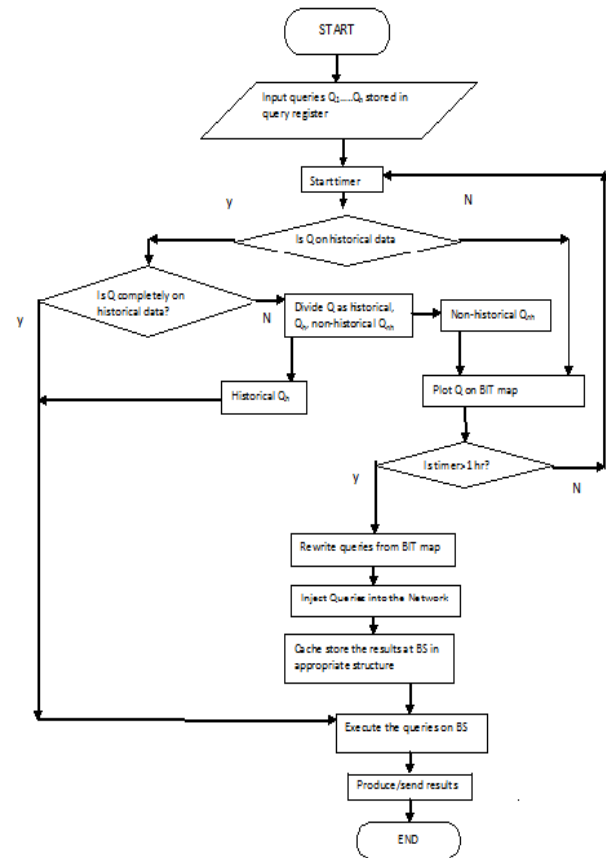 START
Input queries Q1.....Qn stored in
query register
Start timer
y
N
Is Q on historical data
Is Q completely on
historical data?
N
y
Divide Q as historical,
Qh, non-historical Qnh
Non-historical Qnh
Historical Qh
Plot Q on BIT map
Is timer> 1 hr?
y
N
Rewrite queries from BIT map
Inject Queries into the Network
Cache store the results at BS in
appropriate structure
Execute the queries on BS
Produce/send results
END